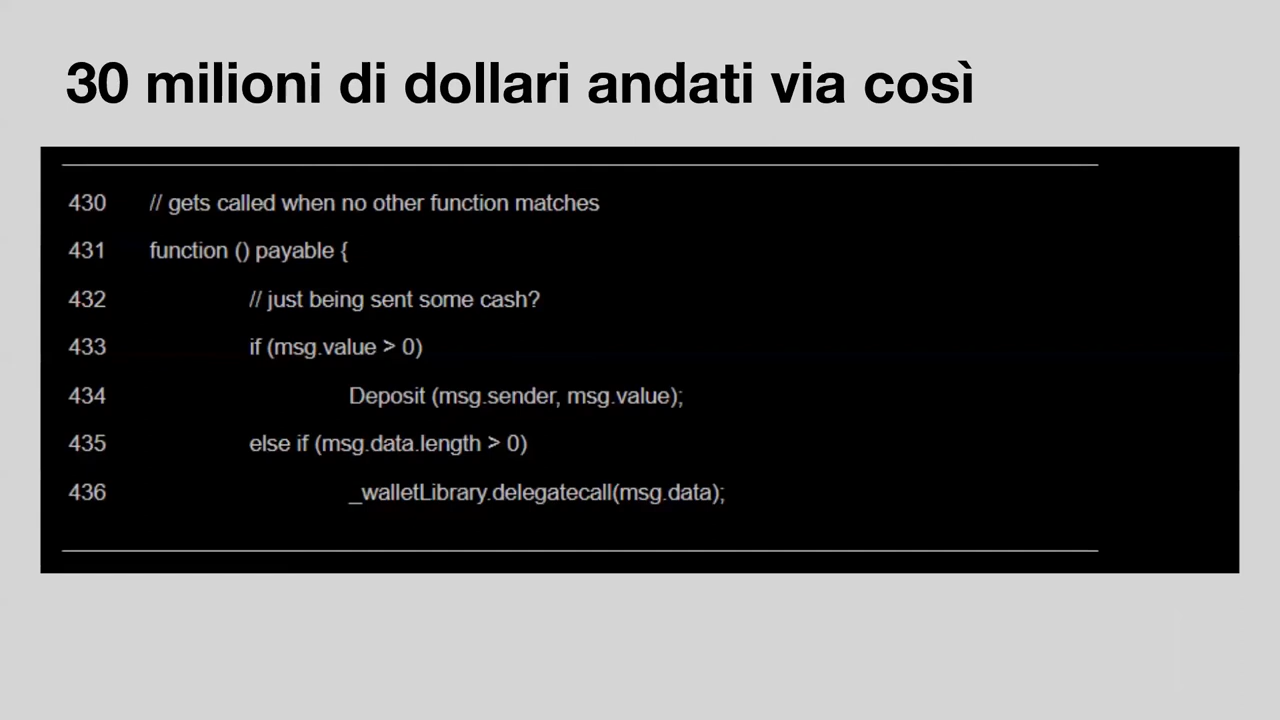 30 milioni di dollari andati via così
430 // gets called when no other function matches
431 function () payable {
432 // just being sent some cash?
433 if (msg.value > 0)
434 Deposit (msg.sender, msg.value);
435 else if (msg.data.length > 0)
436 _walletLibrary.delegatecall(msg.data);